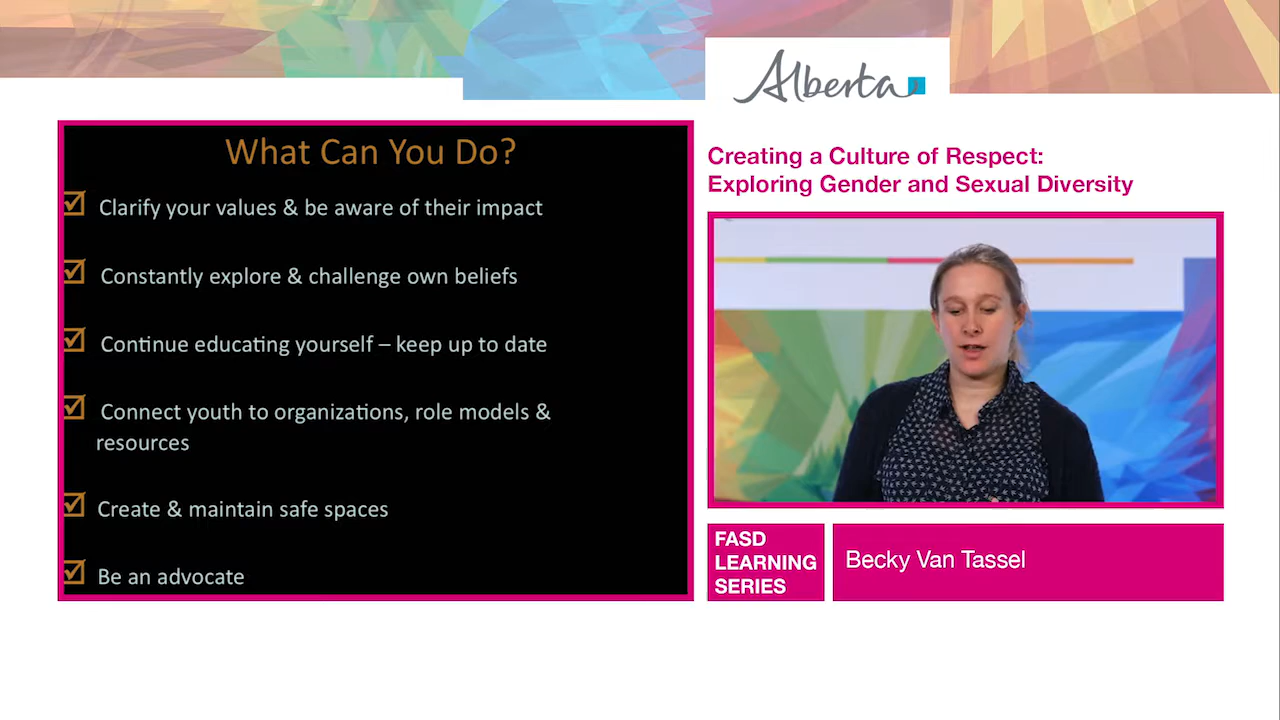 Alberta
What Can You Do?
Clarify your values & be aware of their impact
Constantly explore & challenge own beliefs
Continue educating yourself – keep up to date
Connect youth to organizations, role models &
resources
Create & maintain safe spaces
Be an advocate
Creating a Culture of Respect:
Exploring Gender and Sexual Diversity
FASD
LEARNING
SERIES
Becky Van Tassel